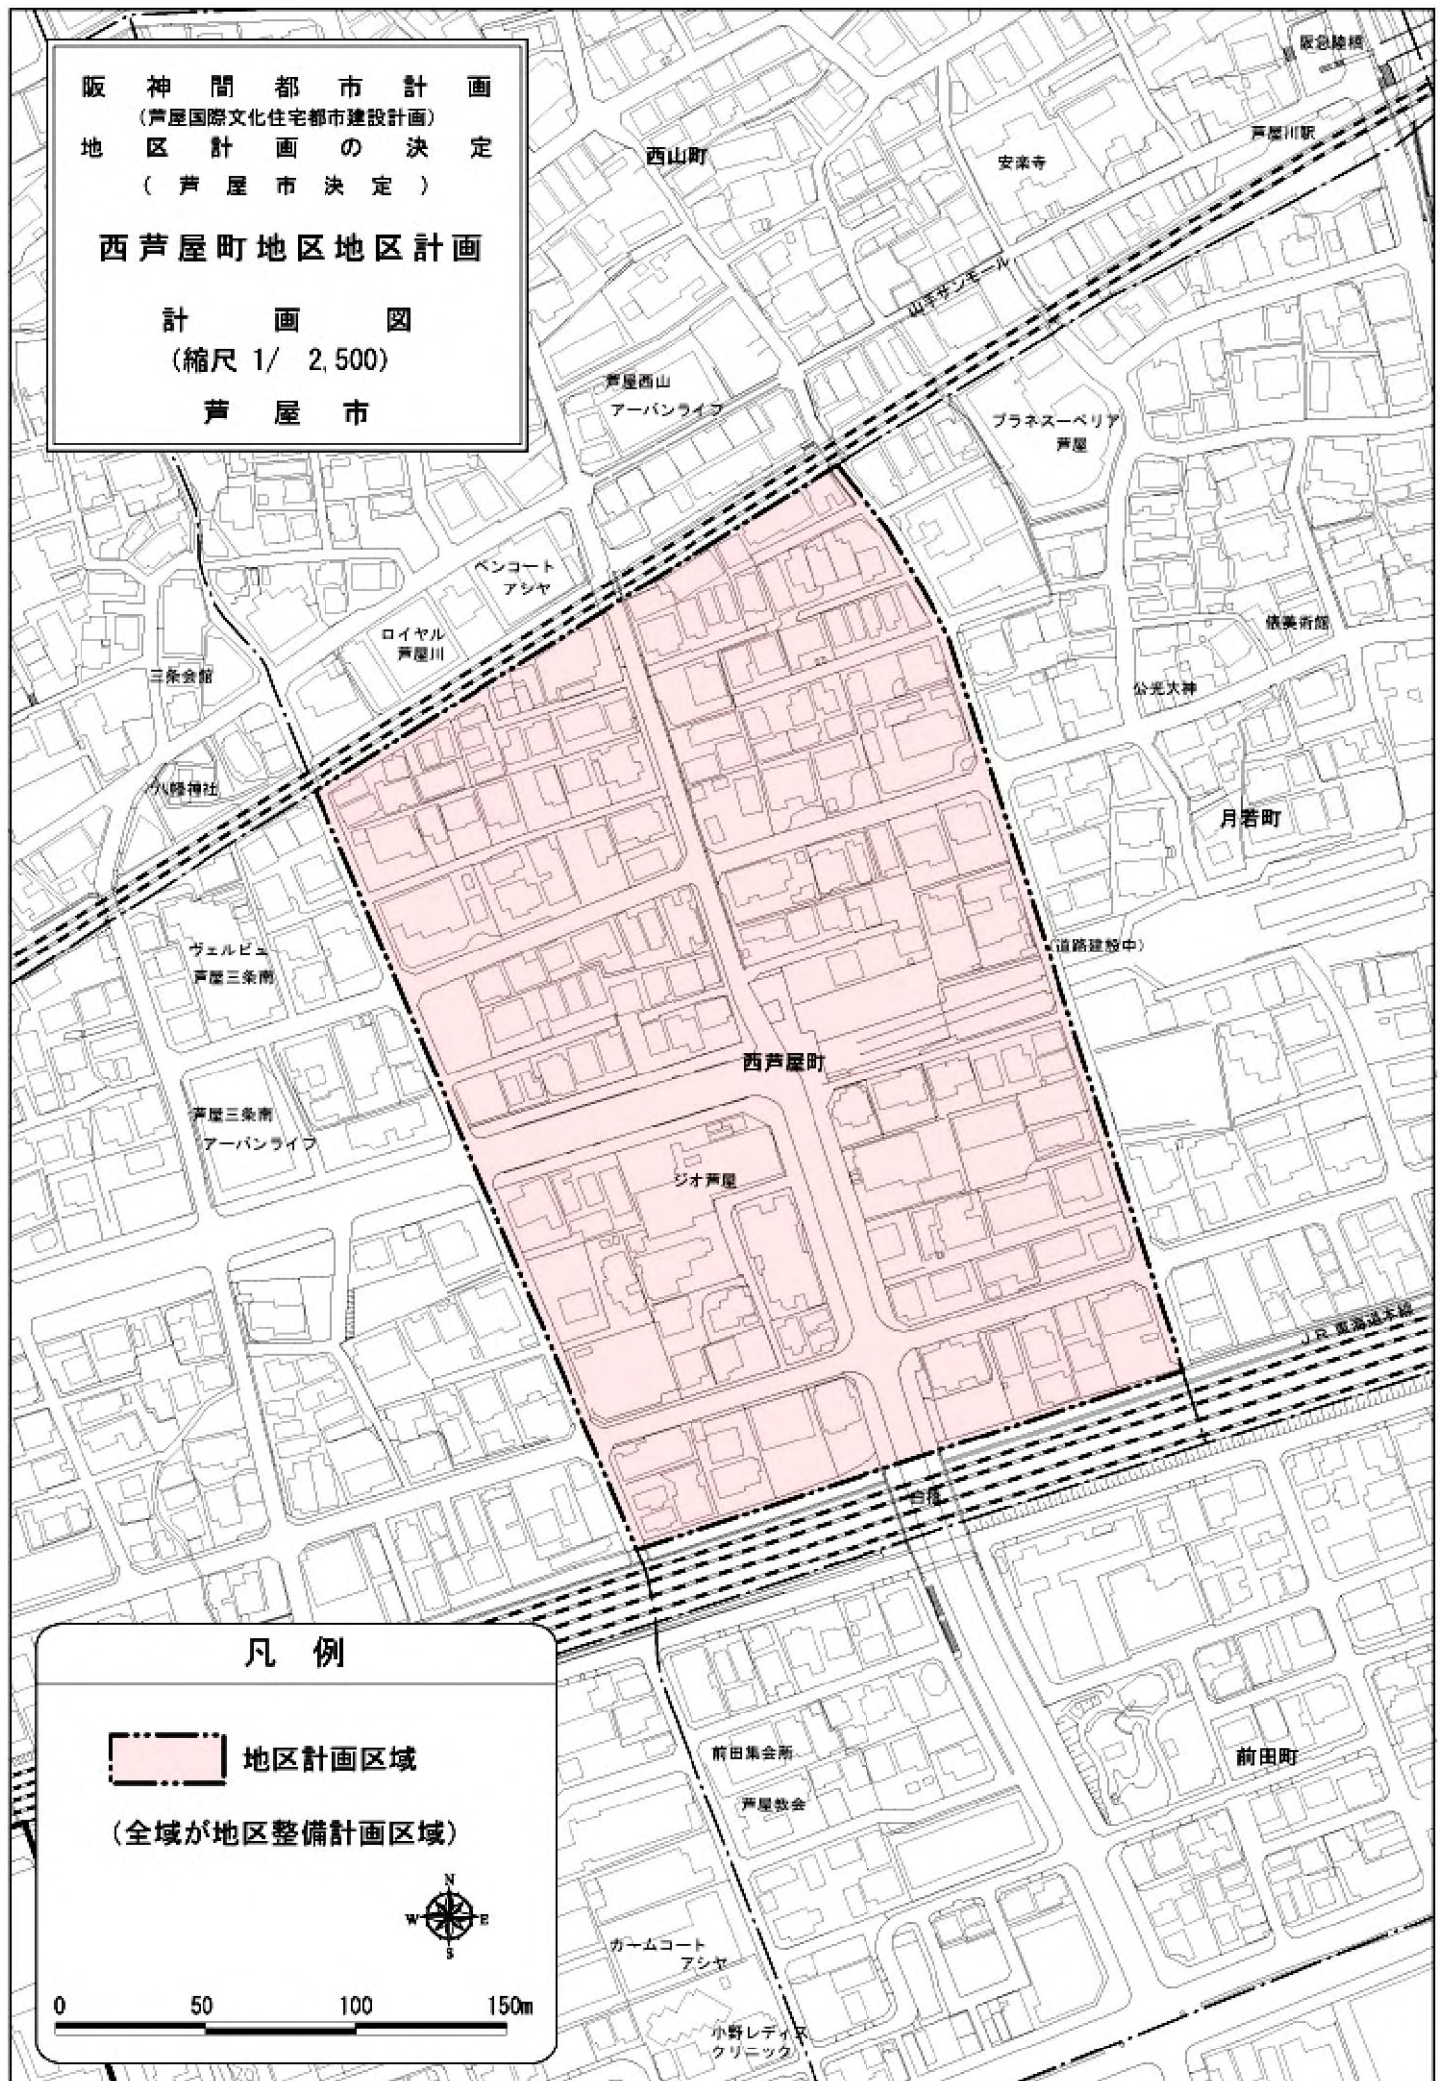 阪神間都市計画
(芦屋国際文化住宅都市建設計画)
地区計画の決定
(芦屋市決定)
西芦屋町地区地区計画
計画図
(縮尺 1/ 2,500)
芦屋市
阪急陸橋
芦屋川駅
西山町
安楽寺
山手サンモール
芦屋西山
アーバンライフ
プラネスーペリア
芦屋
ベンコート
アシヤ
ロイヤル
芦屋川
俵美術館
三条会館
公光大神
八幡神社
月若町
ヴェルビュ
芦屋三条南
(道路建設中)
西芦屋町
芦屋三条南
アーバンライフ
ジオ芦屋
JR 東海道本線
凡例
地区計画区域
(全域が地区整備計画区域)
N
W
E
S
0
50
100
150m
前田集会所
芦屋教会
前田町
カームコート
アシヤ
小野レディス
クリニック